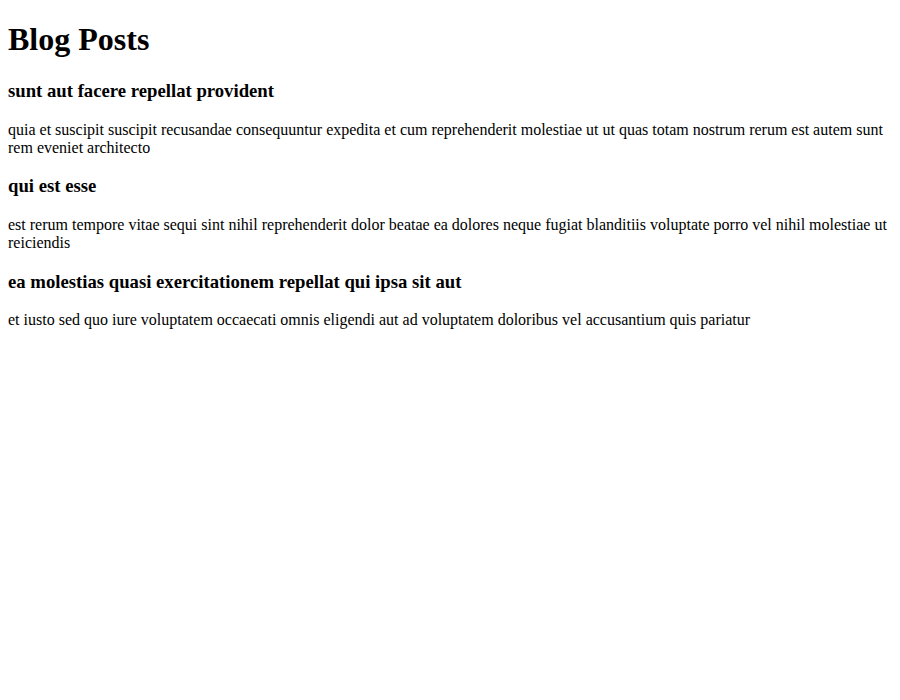 Blog Posts
sunt aut facere repellat provident
quia et suscipit suscipit recusandae consequuntur expedita et cum reprehenderit molestiae ut ut quas totam nostrum rerum est autem sunt
rem eveniet architecto
qui est esse
est rerum tempore vitae sequi sint nihil reprehenderit dolor beatae ea dolores neque fugiat blanditiis voluptate porro vel nihil molestiae ut
reiciendis
ea molestias quasi exercitationem repellat qui ipsa sit aut
et iusto sed quo iure voluptatem occaecati omnis eligendi aut ad voluptatem doloribus vel accusantium quis pariatur